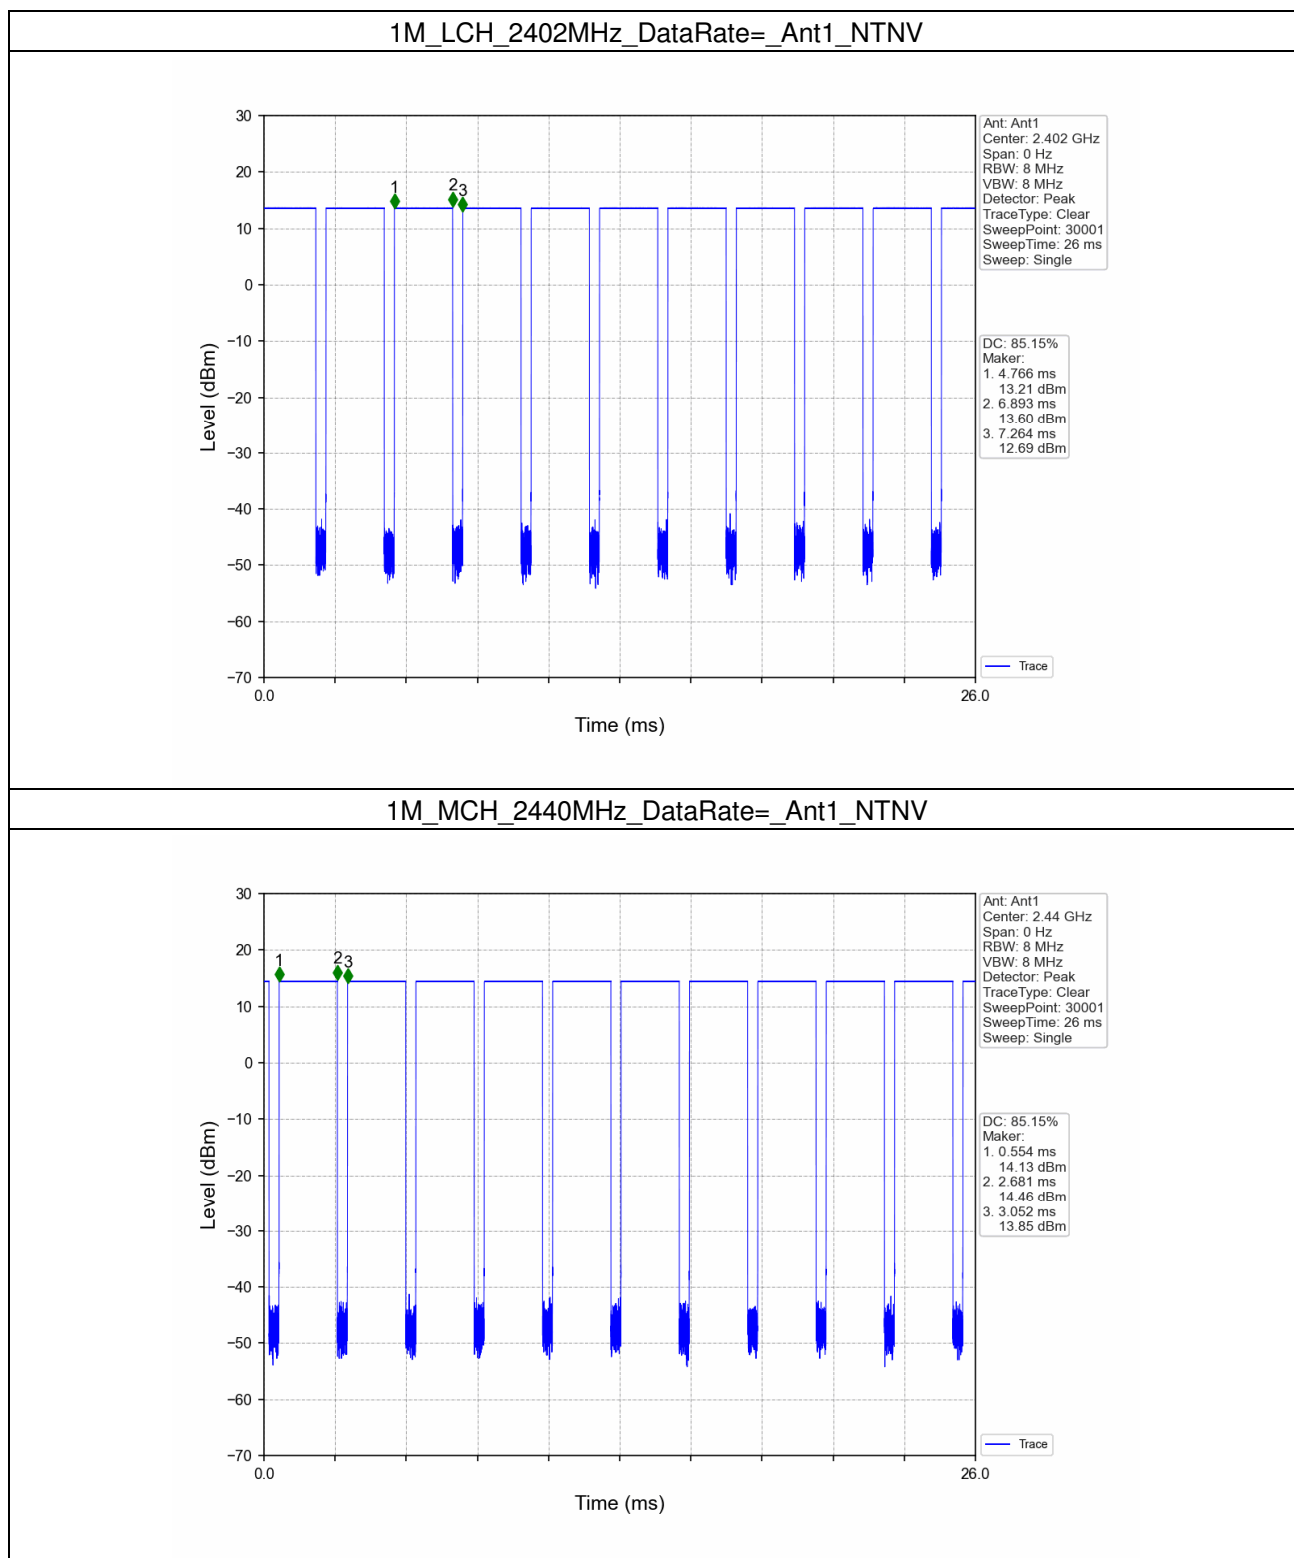 1M_LCH_2402MHz_DataRate=_Ant1_NTNV
30
20
10
0
−10
−20
−30
−40
−50
−60
−70
Level (dBm)
1
2
3
0.0
26.0
Time (ms)
Ant: Ant1
Center: 2.402 GHz
Span: 0 Hz
RBW: 8 MHz
VBW: 8 MHz
Detector: Peak
TraceType: Clear
SweepPoint: 30001
SweepTime: 26 ms
Sweep: Single
DC: 85.15%
Maker:
1. 4.766 ms
13.21 dBm
2. 6.893 ms
13.60 dBm
3. 7.264 ms
12.69 dBm
Trace
1M_MCH_2440MHz_DataRate=_Ant1_NTNV
30
20
10
0
−10
−20
−30
−40
−50
−60
−70
Level (dBm)
1
2
3
0.0
26.0
Time (ms)
Ant: Ant1
Center: 2.44 GHz
Span: 0 Hz
RBW: 8 MHz
VBW: 8 MHz
Detector: Peak
TraceType: Clear
SweepPoint: 30001
SweepTime: 26 ms
Sweep: Single
DC: 85.15%
Maker:
1. 0.554 ms
14.13 dBm
2. 2.681 ms
14.46 dBm
3. 3.052 ms
13.85 dBm
Trace